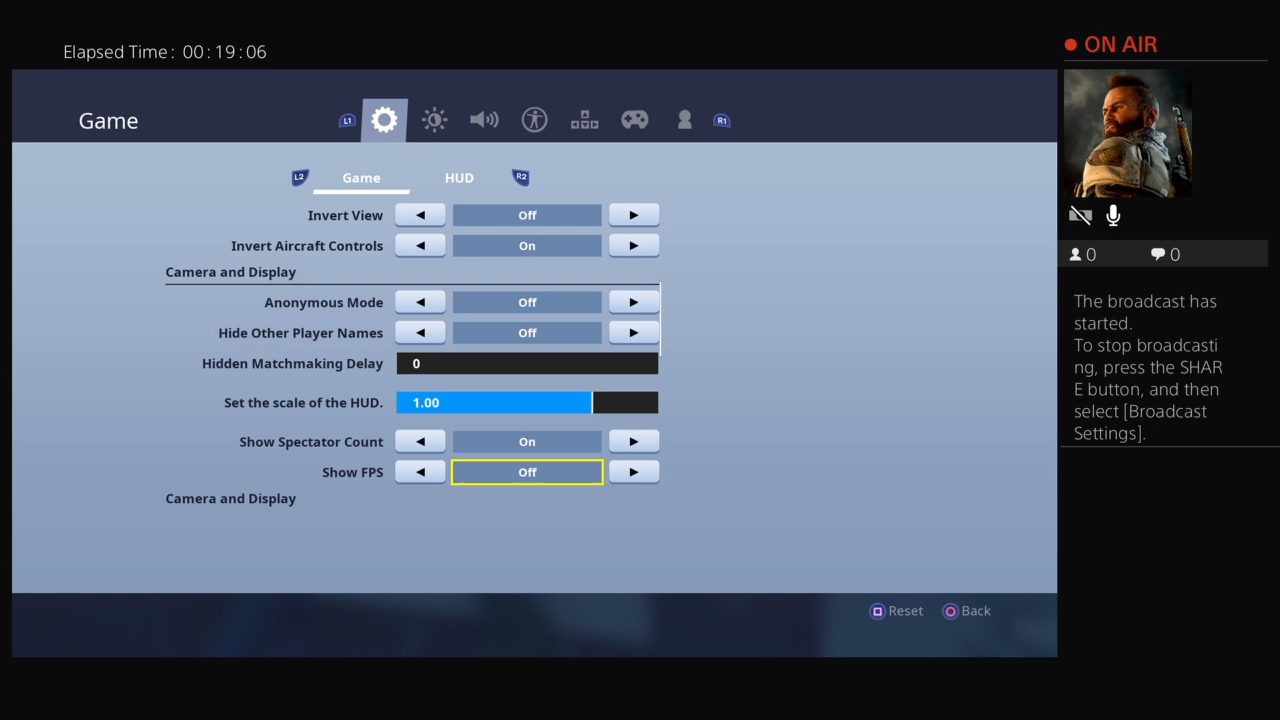 Elapsed Time: 00:19:06
ON AIR
Game
L1
R1
L2
Game
HUD
R2
Invert View
Off
Invert Aircraft Controls
On
Camera and Display
Anonymous Mode
Off
Hide Other Player Names
Off
Hidden Matchmaking Delay
0
Set the scale of the HUD.
1.00
Show Spectator Count
On
Show FPS
Off
Camera and Display
Reset
Back
0
0
The broadcast has
started.
To stop broadcasti
ng, press the SHAR
E button, and then
select [Broadcast
Settings].